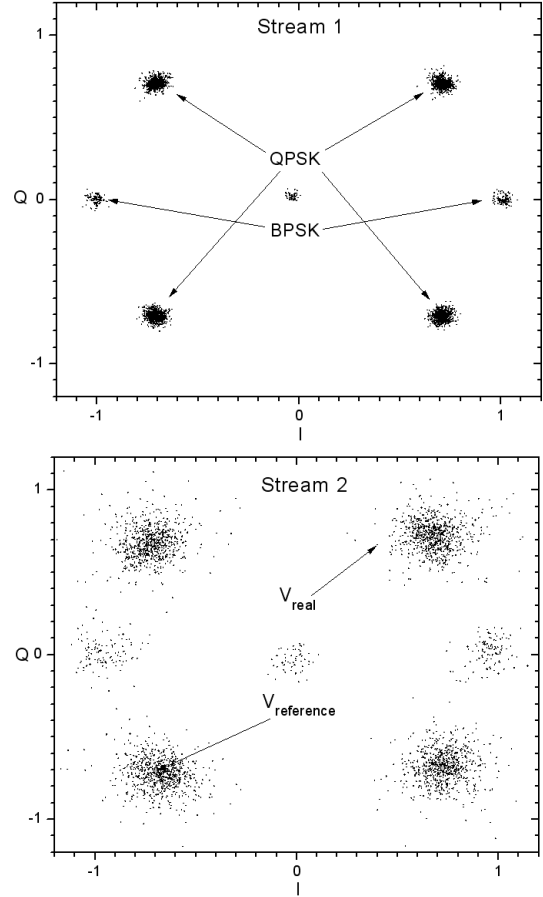 Stream 1
1
QPSK
Q 0
BPSK
-1
-1 0 1
I
Stream 2
1
V_real
Q 0
V_reference
-1
-1 0 1
I